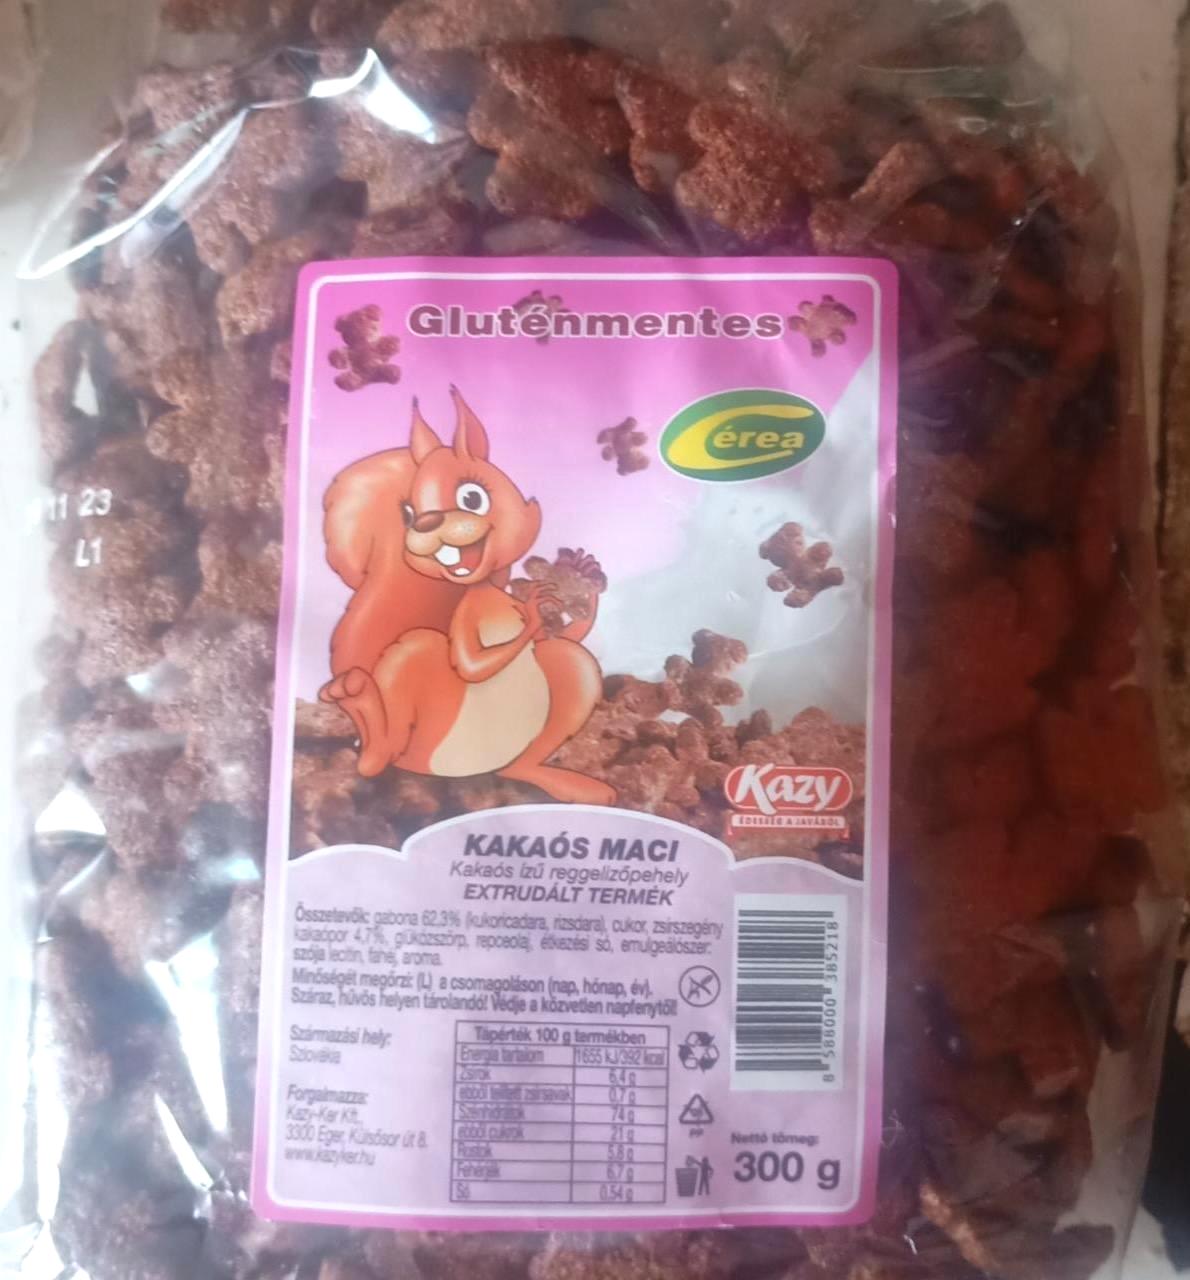 Gluténmentes
Cérea
11 23
L1
Kazy
ÉDESSÉG A JAVÁBÓL
KAKAÓS MACI
Kakaós ízű reggelizőpehely
EXTRUDÁLT TERMÉK
Összetevők: gabona 62,3% (kukoricadara, rizsdara), cukor, zsírszegény
kakaópor 4,7%, glükózszörp, repceolaj, étkezési só, emulgeálószer:
szója lecitin, fahéj, aroma.
Minőségét megőrzi: (L) a csomagoláson (nap, hónap, év).
Száraz, hűvös helyen tárolandó! Védje a közvetlen napfénytől!
Származási hely:
Szlovákia
Forgalmazza:
Kazy-Ker Kft.
3300 Eger, Külsősor út 8.
www.kazyker.hu
Tápérték 100 g termékben
Energia tartalom 1655 kJ/392 kcal
Zsírok 6,4 g
ebből telített zsírsavak 0,7 g
Szénhidrátok 74 g
ebből cukrok 21 g
Rostok 5,8 g
Fehérjék 6,7 g
Só 0,54 g
PP
8 588000 385218
Nettó tömeg:
300 g